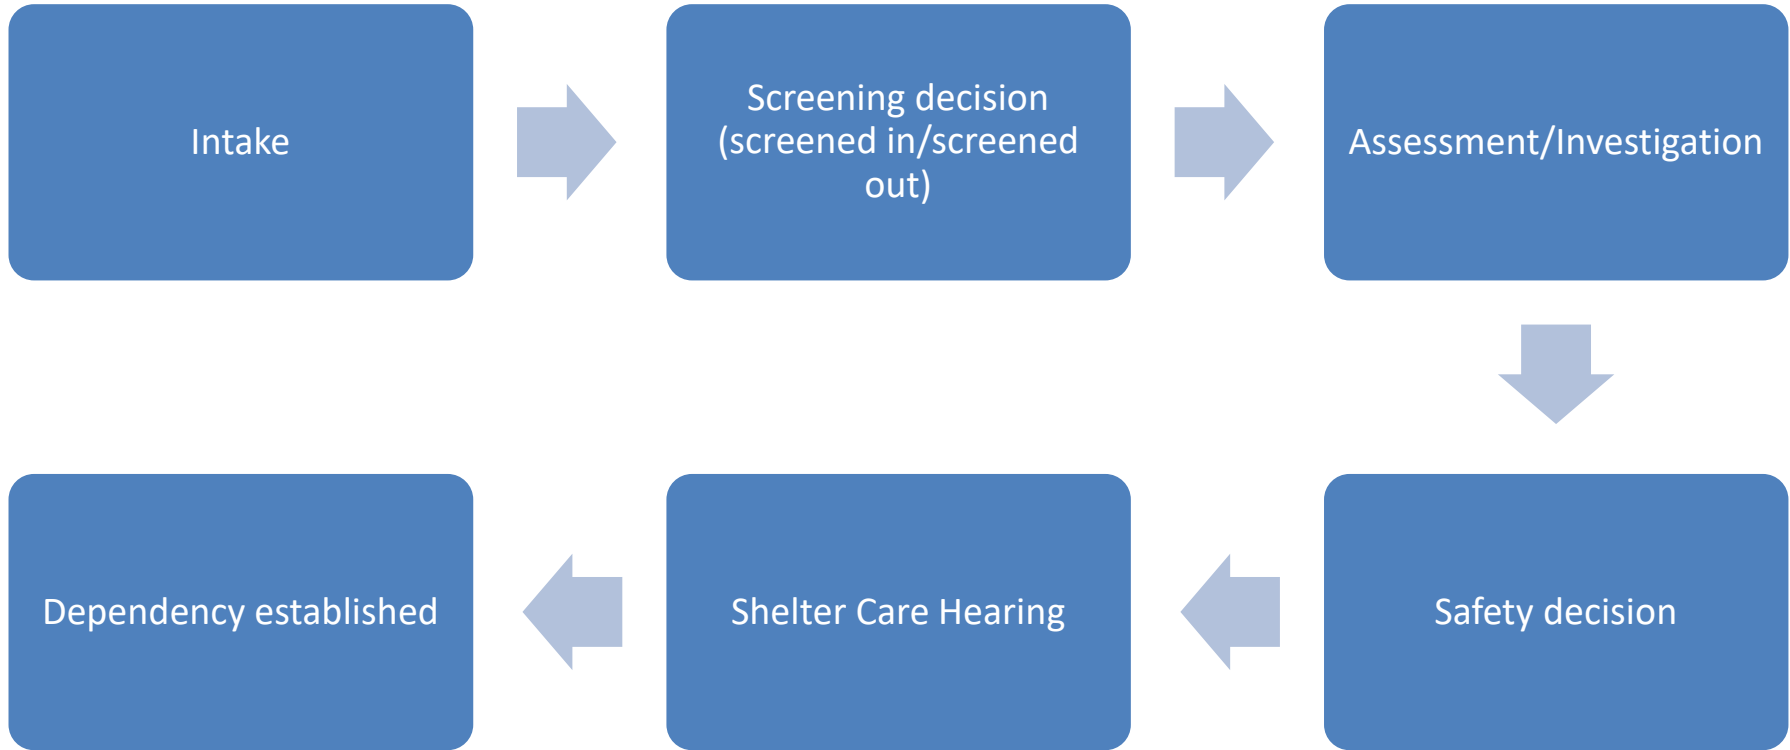 Intake
Screening decision
(screened in/screened
out)
Assessment/Investigation
Safety decision
Shelter Care Hearing
Dependency established